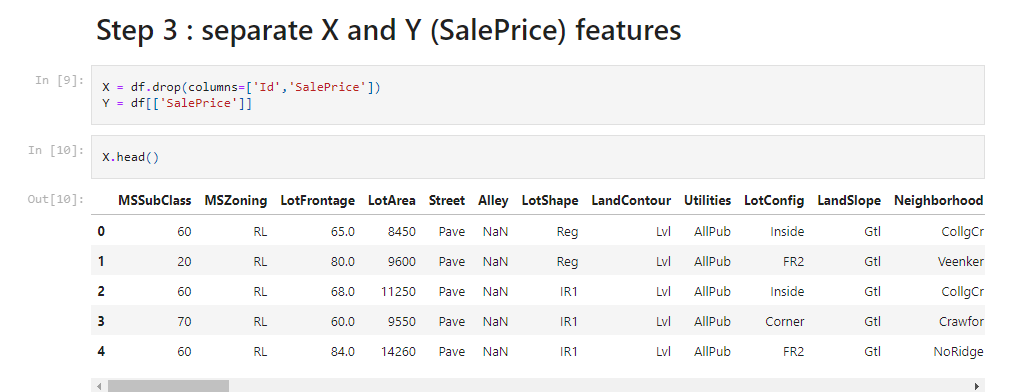 Step 3 : separate X and Y (SalePrice) features
In [9]:
X = df.drop(columns=['Id','SalePrice'])
Y = df[['SalePrice']]
In [10]:
X.head()
Out[10]:
MSSubClass MSZoning LotFrontage LotArea Street Alley LotShape LandContour Utilities LotConfig LandSlope Neighborhood
0 60 RL 65.0 8450 Pave NaN Reg Lvl AllPub Inside Gtl CollgCr
1 20 RL 80.0 9600 Pave NaN Reg Lvl AllPub FR2 Gtl Veenker
2 60 RL 68.0 11250 Pave NaN IR1 Lvl AllPub Inside Gtl CollgCr
3 70 RL 60.0 9550 Pave NaN IR1 Lvl AllPub Corner Gtl Crawfor
4 60 RL 84.0 14260 Pave NaN IR1 Lvl AllPub FR2 Gtl NoRidge